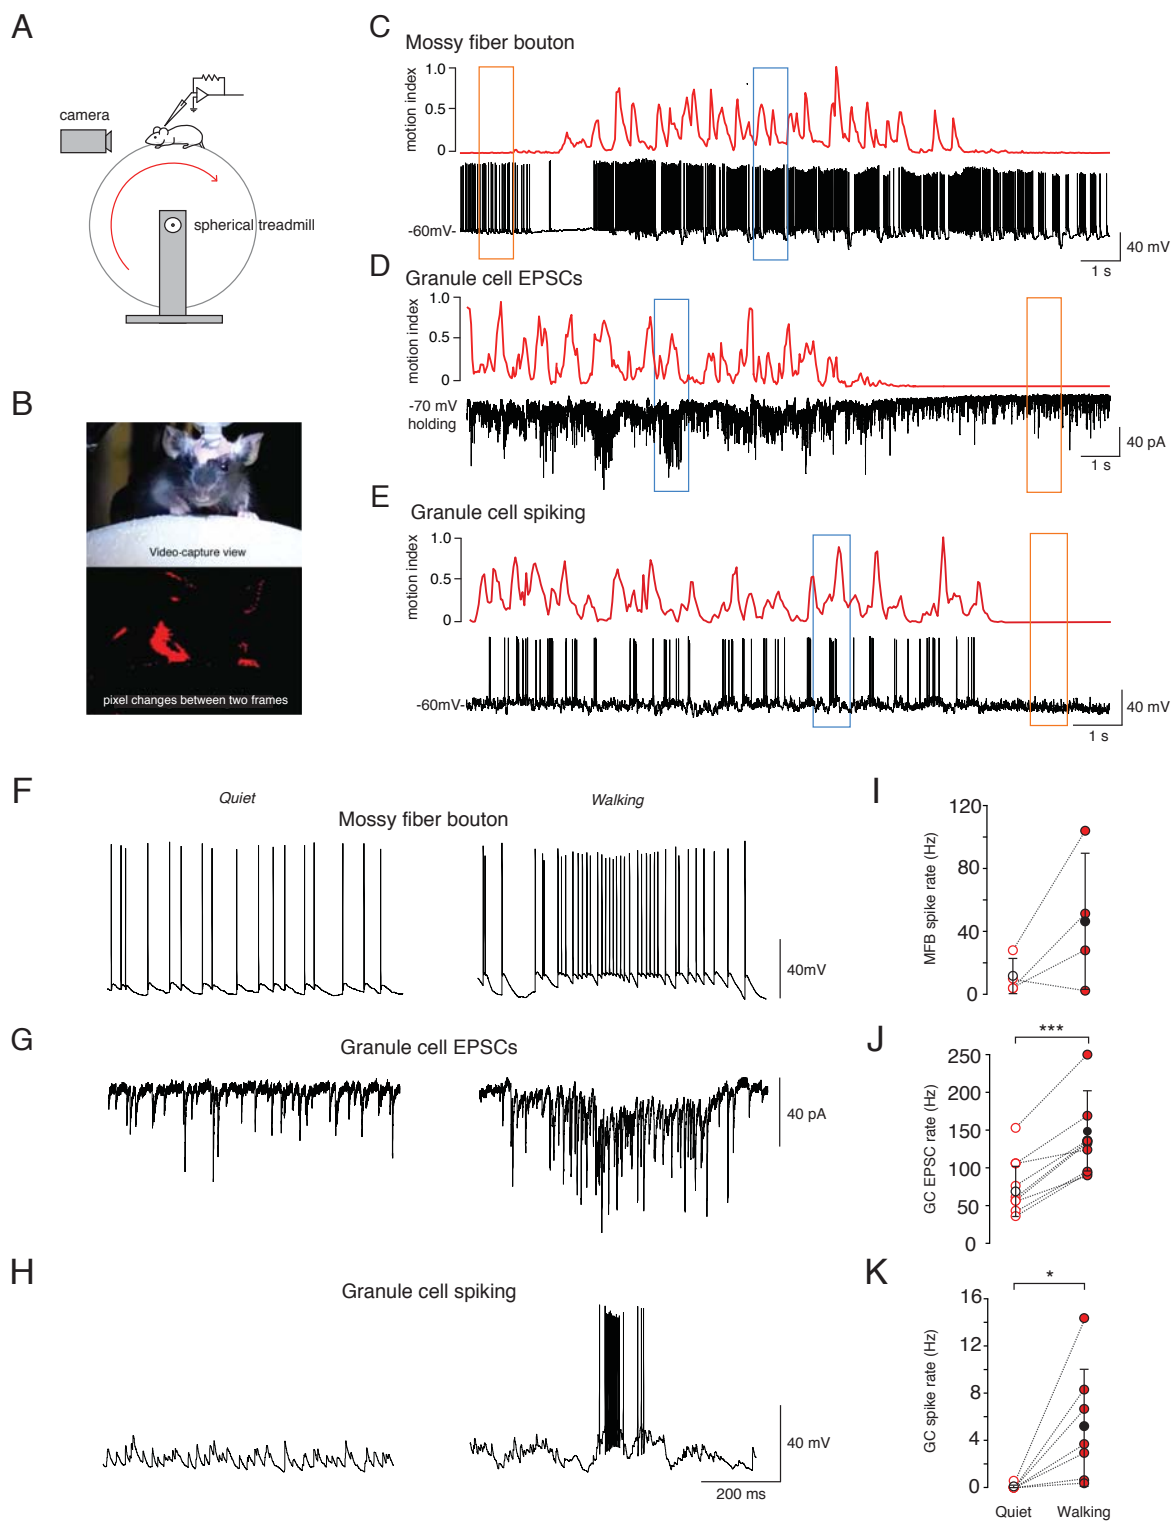 A
camera
spherical treadmill
B
Video-capture view
pixel changes between two frames
C
Mossy fiber bouton
motion index
1.0
0.5
0
-60mV-
40 mV
1 s
D
Granule cell EPSCs
motion index
1.0
0.5
0
-70 mV
holding
40 pA
1 s
E
Granule cell spiking
motion index
1.0
0.5
0
-60mV-
40 mV
1 s
F
Quiet
Walking
Mossy fiber bouton
40mV
G
Granule cell EPSCs
40 pA
H
Granule cell spiking
40 mV
200 ms
I
MFB spike rate (Hz)
120
80
40
0
J
***
GC EPSC rate (Hz)
250
200
150
100
50
0
K
*
GC spike rate (Hz)
16
12
8
4
0
Quiet
Walking